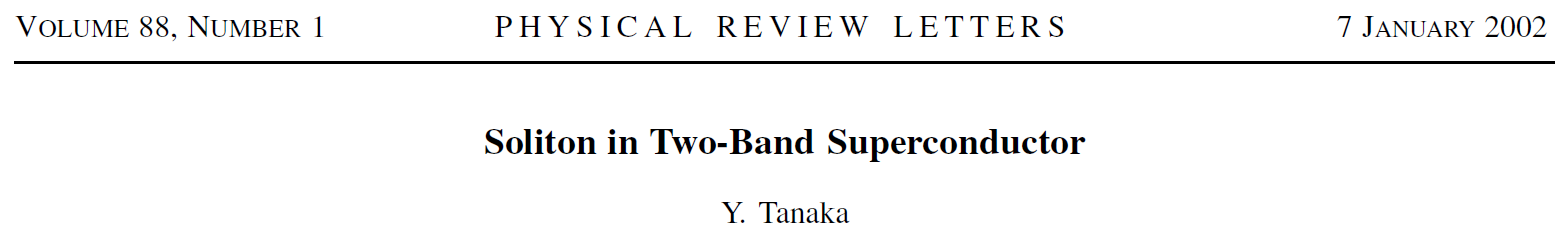 VOLUME 88, NUMBER 1 PHYSICAL REVIEW LETTERS 7 JANUARY 2002
Soliton in Two-Band Superconductor
Y. Tanaka